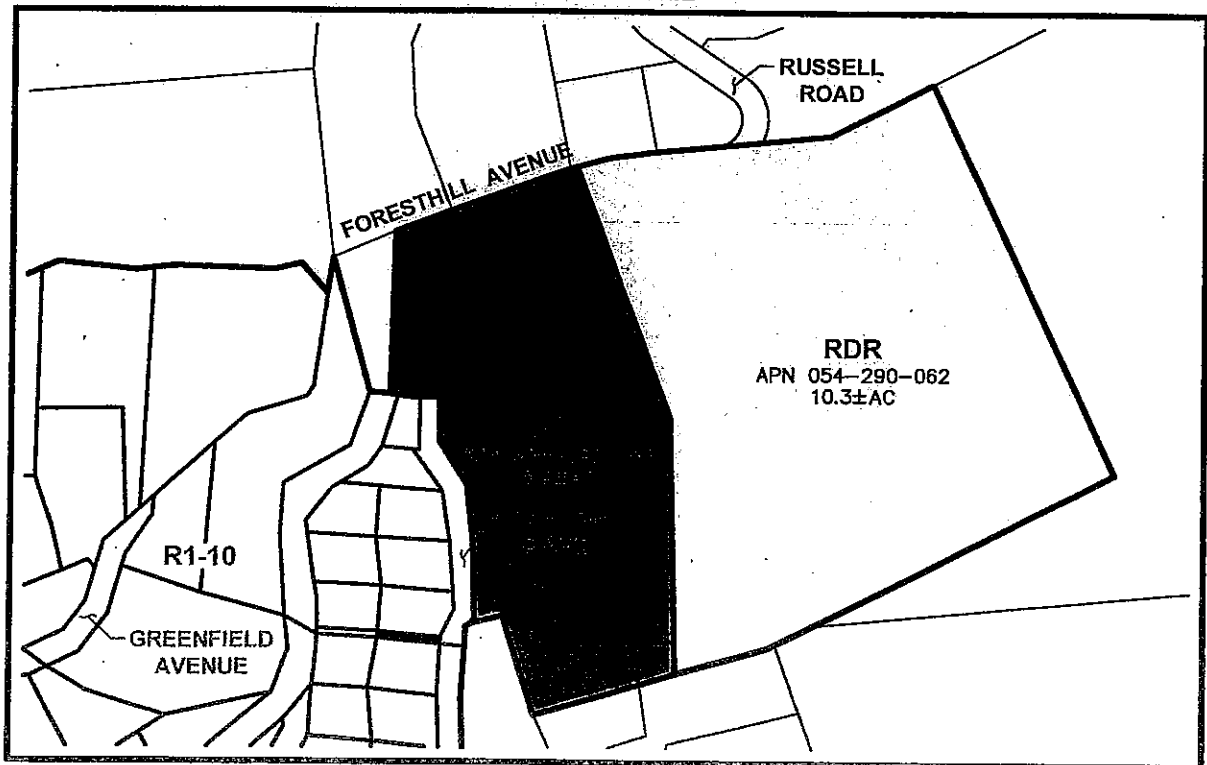 RUSSELL
ROAD
FORESTHILL AVENUE
RDR
APN 054-290-062
10.3±AC
R1-10
GREENFIELD
AVENUE